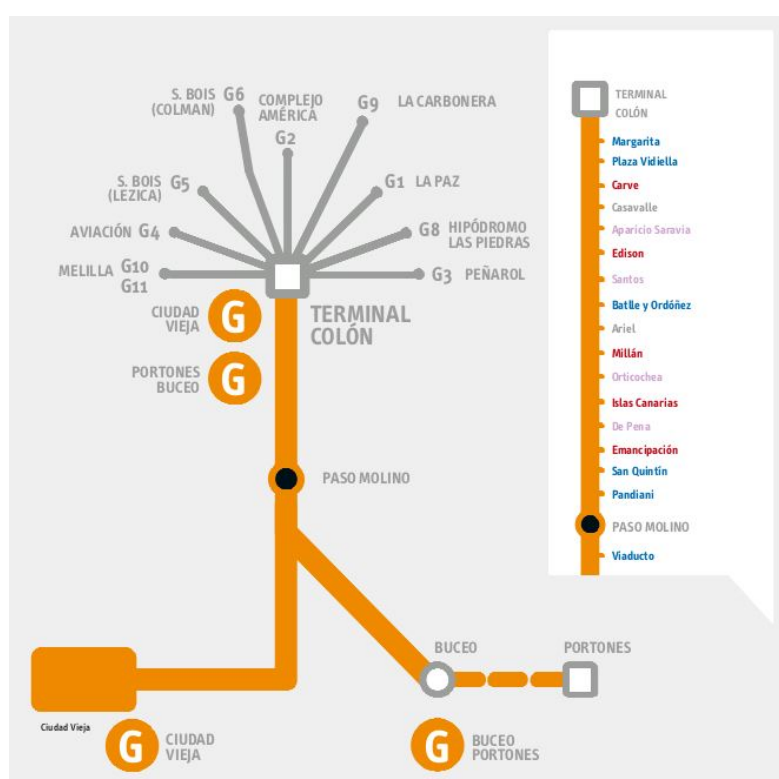 S. BOIS G6
(COLMAN)
COMPLEJO
AMÉRICA
G2
G9 LA CARBONERA
S. BOIS G5
(LEZICA)
G1 LA PAZ
AVIACIÓN G4
G8 HIPÓDROMO
LAS PIEDRAS
MELILLA G10
G11
G3 PEÑAROL
CIUDAD
VIEJA
G
TERMINAL
COLÓN
PORTONES
BUCEO
G
PASO MOLINO
BUCEO
PORTONES
Ciudad Vieja
G CIUDAD
VIEJA
G BUCEO
PORTONES
TERMINAL
COLÓN
Margarita
Plaza Vidiella
Carve
Casavalle
Aparicio Saravia
Edison
Santos
Batlle y Ordóñez
Ariel
Millán
Orticochea
Islas Canarias
De Pena
Emancipación
San Quintín
Pandiani
PASO MOLINO
Viaducto